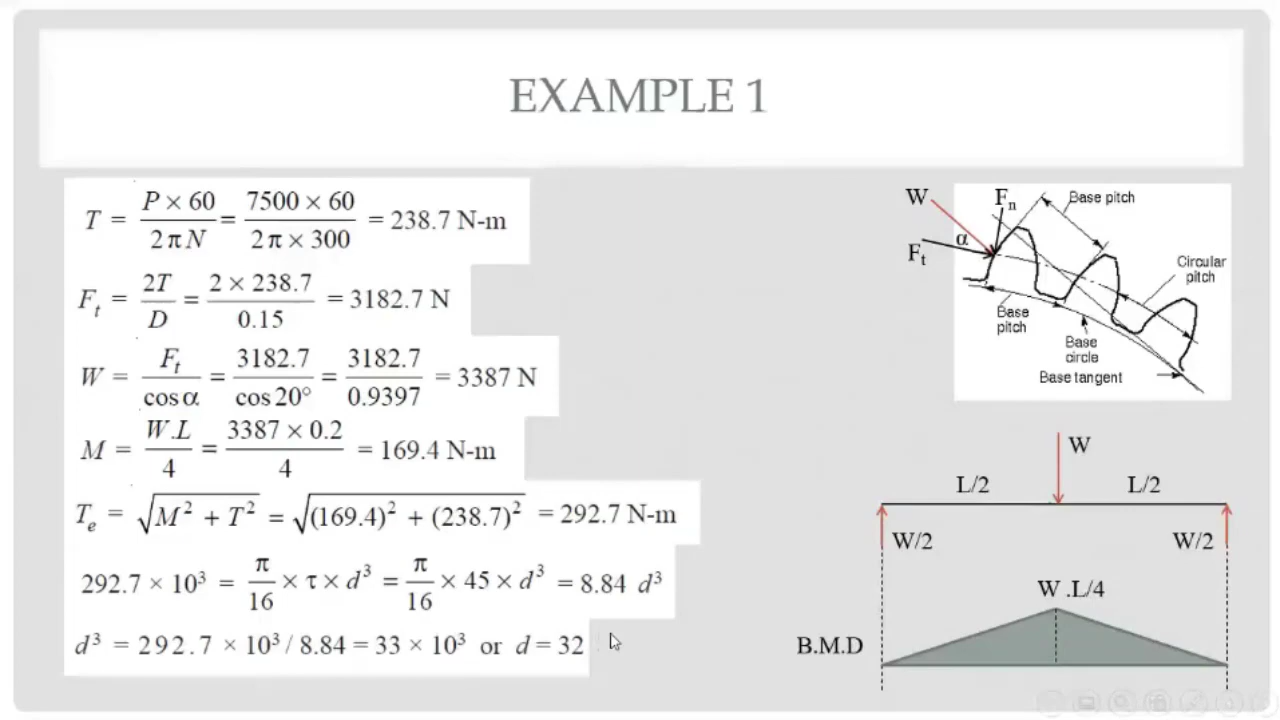 EXAMPLE 1
T = P × 60 / 2 π N = 7500 × 60 / 2 π × 300 = 238.7 N-m
F_t = 2T / D = 2 × 238.7 / 0.15 = 3182.7 N
W = F_t / cos α = 3182.7 / cos 20° = 3182.7 / 0.9397 = 3387 N
M = W.L / 4 = 3387 × 0.2 / 4 = 169.4 N-m
T_e = √(M² + T²) = √((169.4)² + (238.7)²) = 292.7 N-m
292.7 × 10³ = π / 16 × τ × d³ = π / 16 × 45 × d³ = 8.84 d³
d³ = 292.7 × 10³ / 8.84 = 33 × 10³ or d = 32
W
F_n
Base pitch
α
F_t
Circular
pitch
Base
pitch
Base
circle
Base tangent
W
L/2
L/2
W/2
W/2
W .L/4
B.M.D